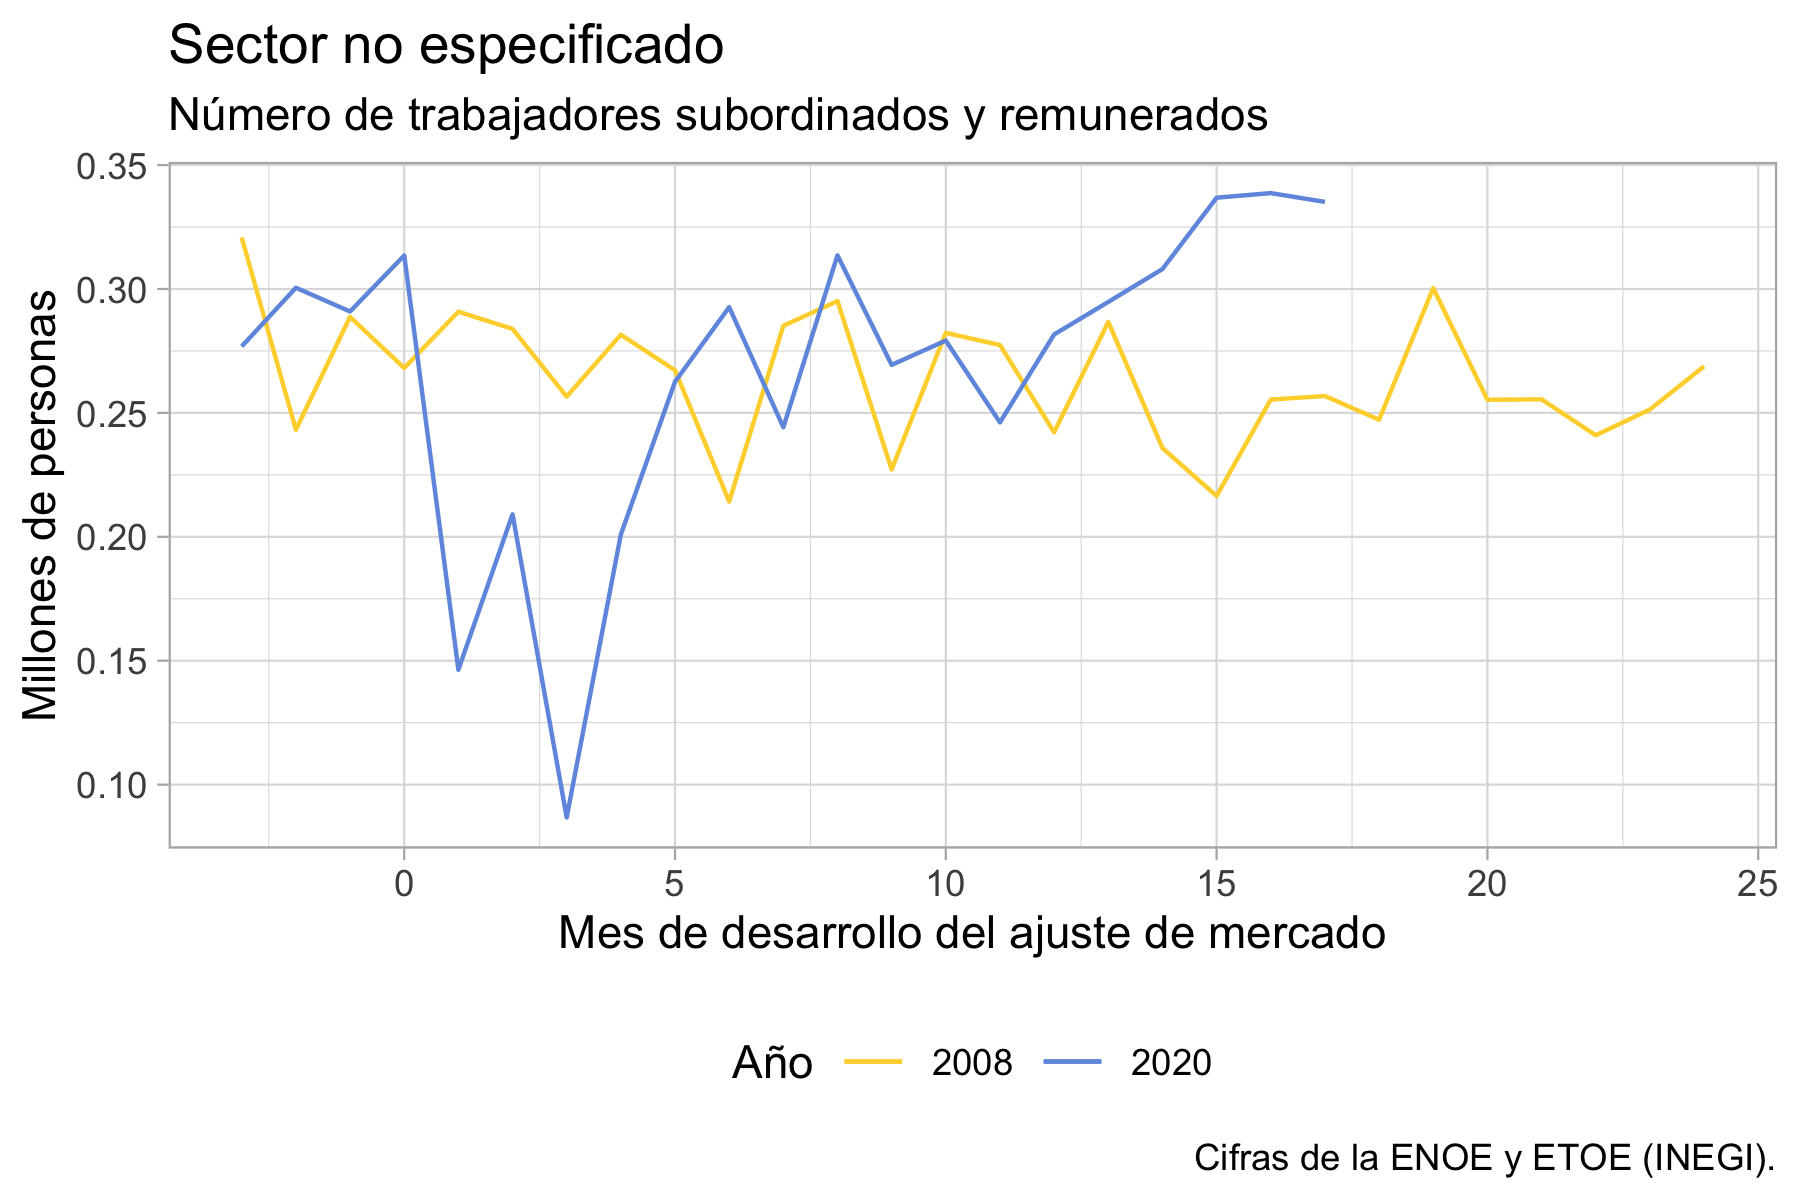 Sector no especificado
Número de trabajadores subordinados y remunerados
Millones de personas
0.35
0.30
0.25
0.20
0.15
0.10
0 5 10 15 20 25
Mes de desarrollo del ajuste de mercado
Año 2008 2020
Cifras de la ENOE y ETOE (INEGI).